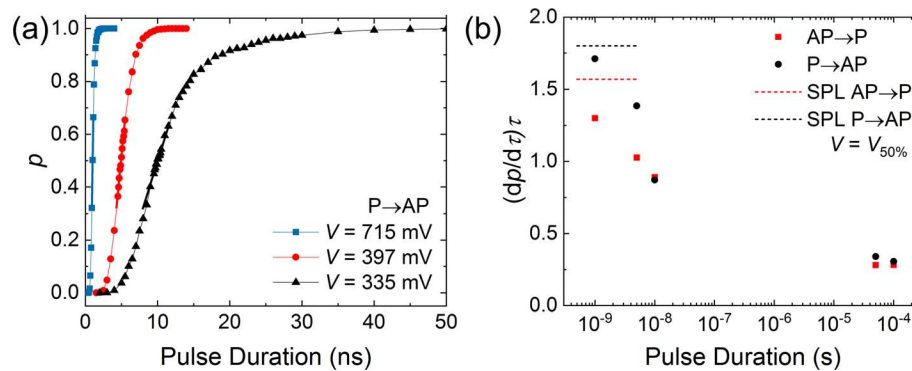 (a)
1.0
0.8
0.6
0.4
0.2
0.0
p
P→AP
V = 715 mV
V = 397 mV
V = 335 mV
0 10 20 30 40 50
Pulse Duration (ns)
(b)
2.0
1.5
1.0
0.5
0.0
(dp/dτ)τ
AP→P
P→AP
SPL AP→P
SPL P→AP
V = V50%
10⁻⁹ 10⁻⁸ 10⁻⁷ 10⁻⁶ 10⁻⁵ 10⁻⁴
Pulse Duration (s)